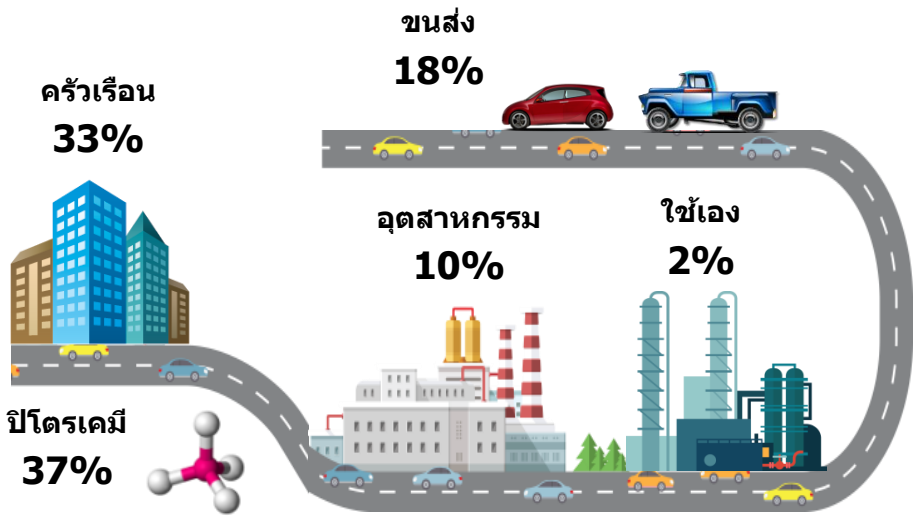 ขนส่ง
18%
ครัวเรือน
33%
อุตสาหกรรม
10%
ใช้เอง
2%
ปิโตรเคมี
37%